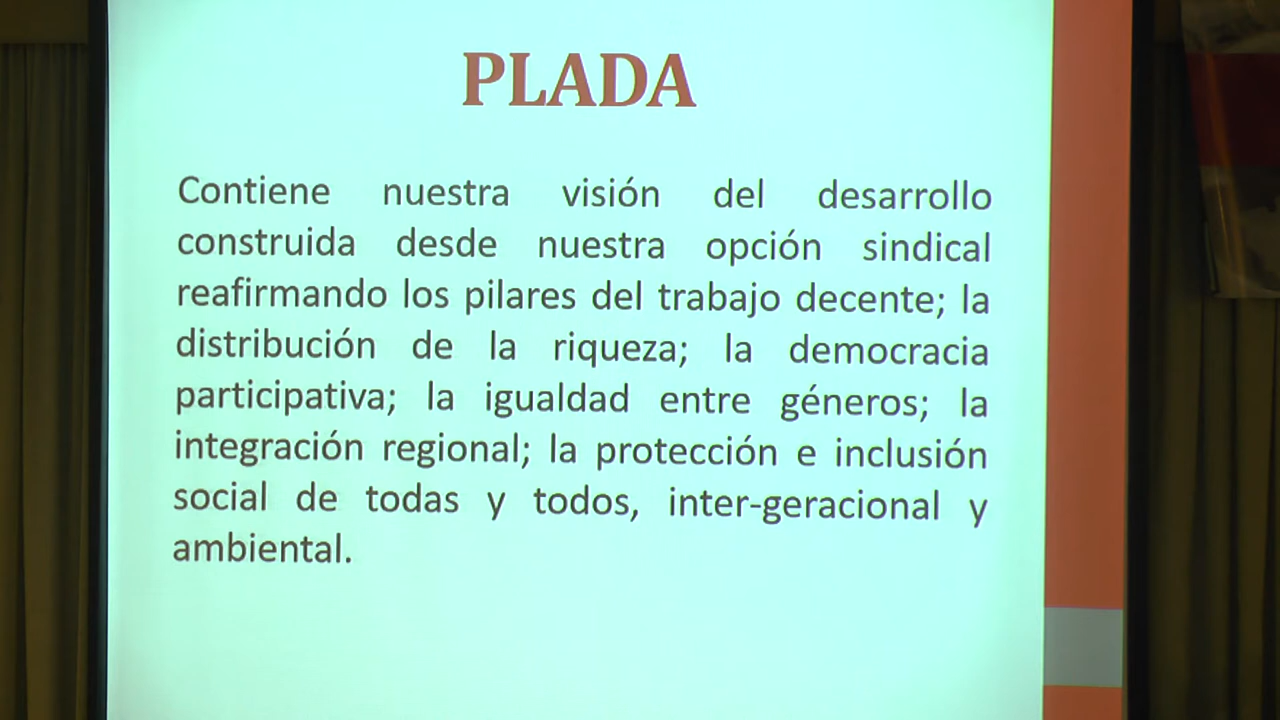 PLADA
Contiene nuestra visión del desarrollo
construida desde nuestra opción sindical
reafirmando los pilares del trabajo decente; la
distribución de la riqueza; la democracia
participativa; la igualdad entre géneros; la
integración regional; la protección e inclusión
social de todas y todos, inter-geracional y
ambiental.